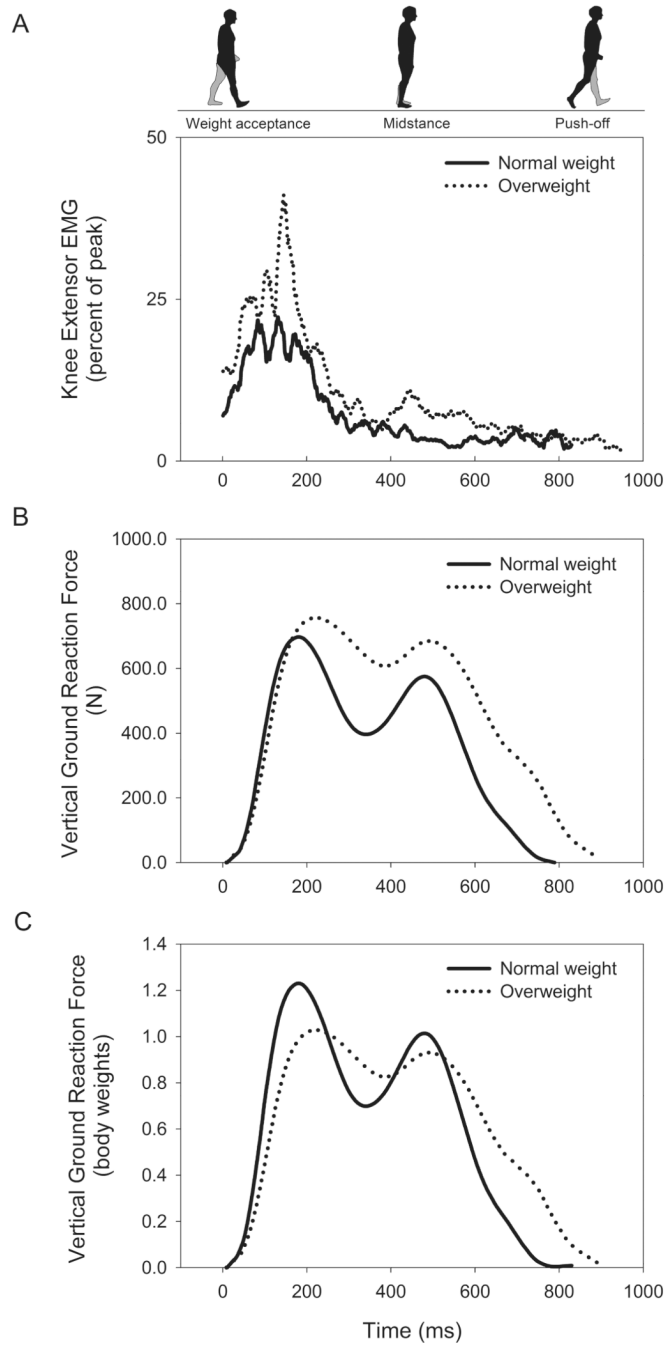 A
Weight acceptance Midstance Push-off
50
Normal weight
Overweight
Knee Extensor EMG
(percent of peak)
25
0
0 200 400 600 800 1000
B
1000.0
Normal weight
Overweight
800.0
Vertical Ground Reaction Force
(N)
600.0
400.0
200.0
0.0
0 200 400 600 800 1000
C
1.4
Normal weight
Overweight
1.2
Vertical Ground Reaction Force
(body weights)
1.0
0.8
0.6
0.4
0.2
0.0
0 200 400 600 800 1000
Time (ms)